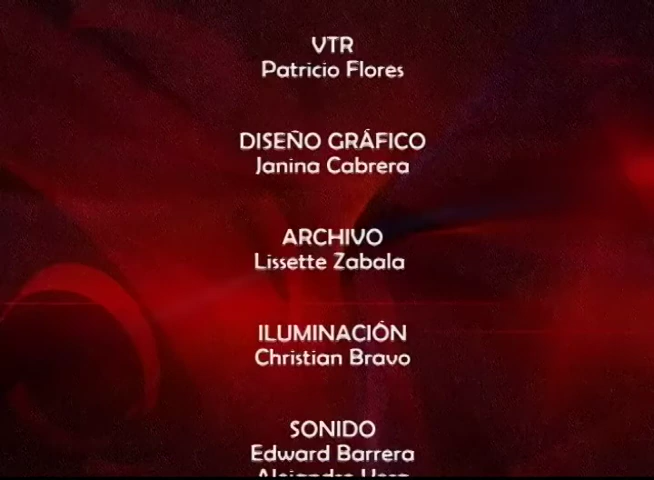 VTR
Patricio Flores
DISEÑO GRÁFICO
Janina Cabrera
ARCHIVO
Lissette Zabala
ILUMINACIÓN
Christian Bravo
SONIDO
Edward Barrera